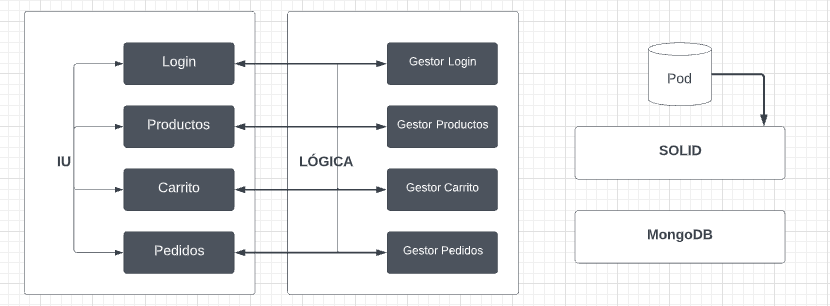 IU
Login
Productos
Carrito
Pedidos
LÓGICA
Gestor Login
Gestor Productos
Gestor Carrito
Gestor Pedidos
Pod
SOLID
MongoDB